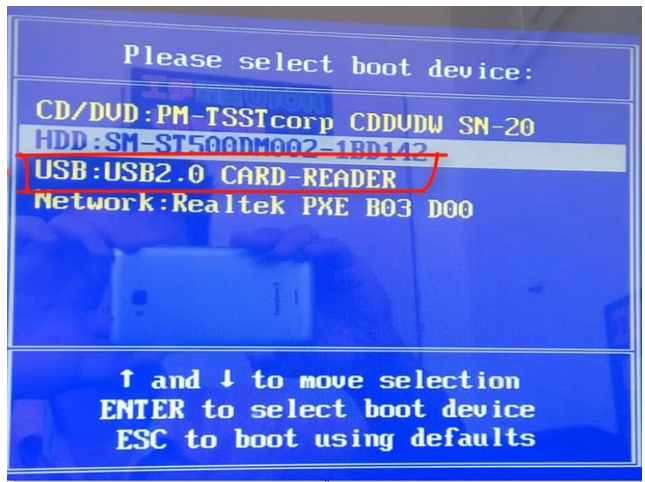 Please select boot device:
CD/DVD:PM-TSSTcorp CDDVDW SN-20
HDD:SM-ST500DM002-1BD142
USB:USB2.0 CARD-READER
Network:Realtek PXE B03 D00
↑ and ↓ to move selection
ENTER to select boot device
ESC to boot using defaults